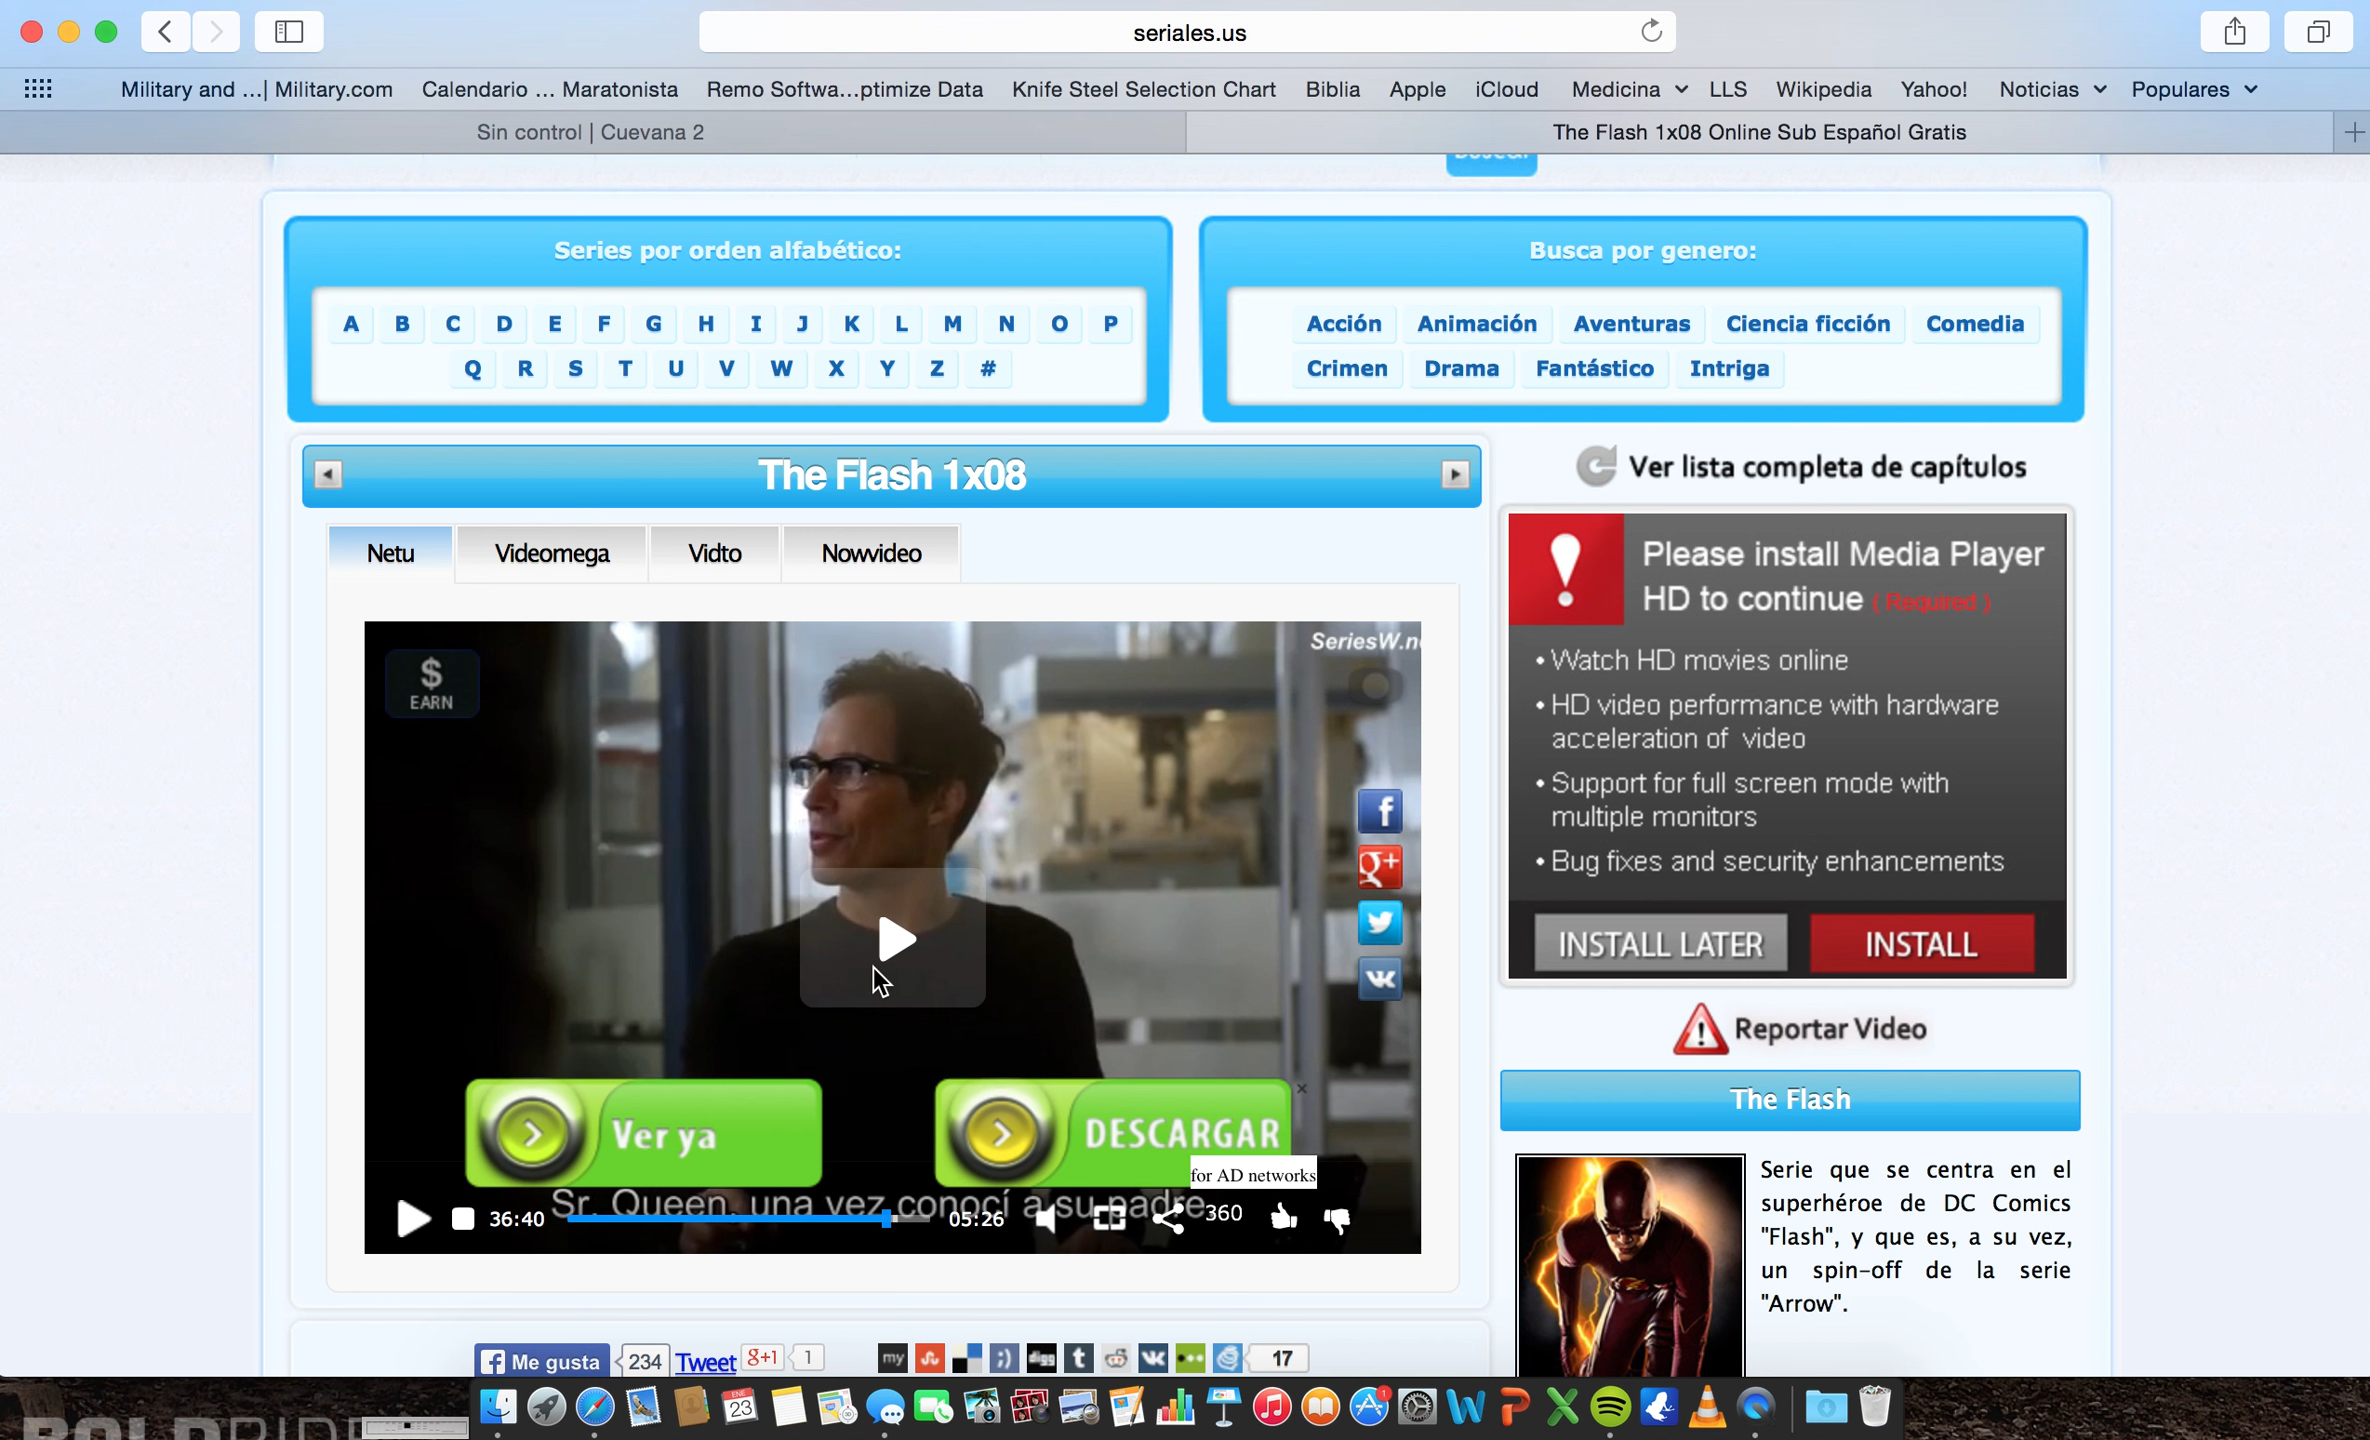 seriales.us
Military and ...| Military.com Calendario ... Maratonista Remo Softwa...ptimize Data Knife Steel Selection Chart Biblia Apple iCloud Medicina LLS Wikipedia Yahoo! Noticias Populares
Sin control | Cuevana 2
The Flash 1x08 Online Sub Español Gratis
Series por orden alfabético:
A B C D E F G H I J K L M N O P
Q R S T U V W X Y Z #
Busca por genero:
Acción Animación Aventuras Ciencia ficción Comedia
Crimen Drama Fantástico Intriga
The Flash 1x08
Netu Videomega Vidto Nowvideo
$
EARN
SeriesW.n
Ver ya
DESCARGAR
for AD networks
Sr. Queen, una vez conocí a su padre
36:40
05:26
360
Ver lista completa de capítulos
Please install Media Player
HD to continue ( Required )
• Watch HD movies online
• HD video performance with hardware
acceleration of video
• Support for full screen mode with
multiple monitors
• Bug fixes and security enhancements
INSTALL LATER INSTALL
Reportar Video
The Flash
Serie que se centra en el
superhéroe de DC Comics
"Flash", y que es, a su vez,
un spin-off de la serie
"Arrow".
Me gusta 234 Tweet g+1 1 my digg 17
ENE
23
1